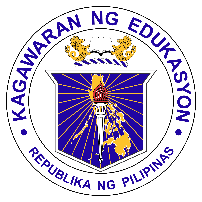 KAGAWARAN NG EDUKASYON
REPUBLIKA NG PILIPINAS